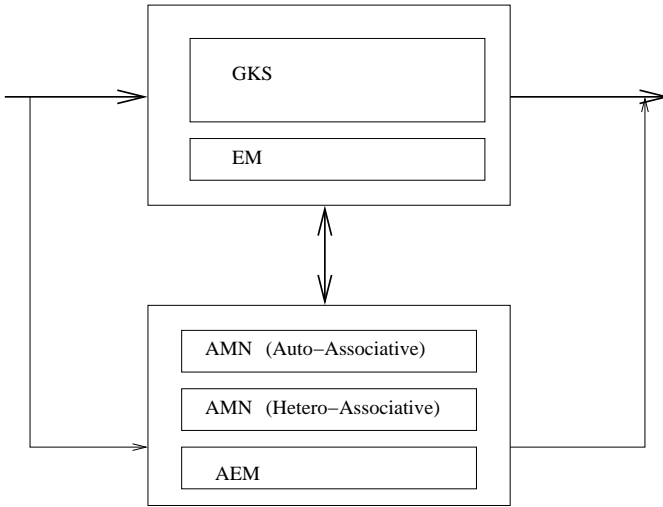 GKS
EM
AMN (Auto−Associative)
AMN (Hetero−Associative)
AEM